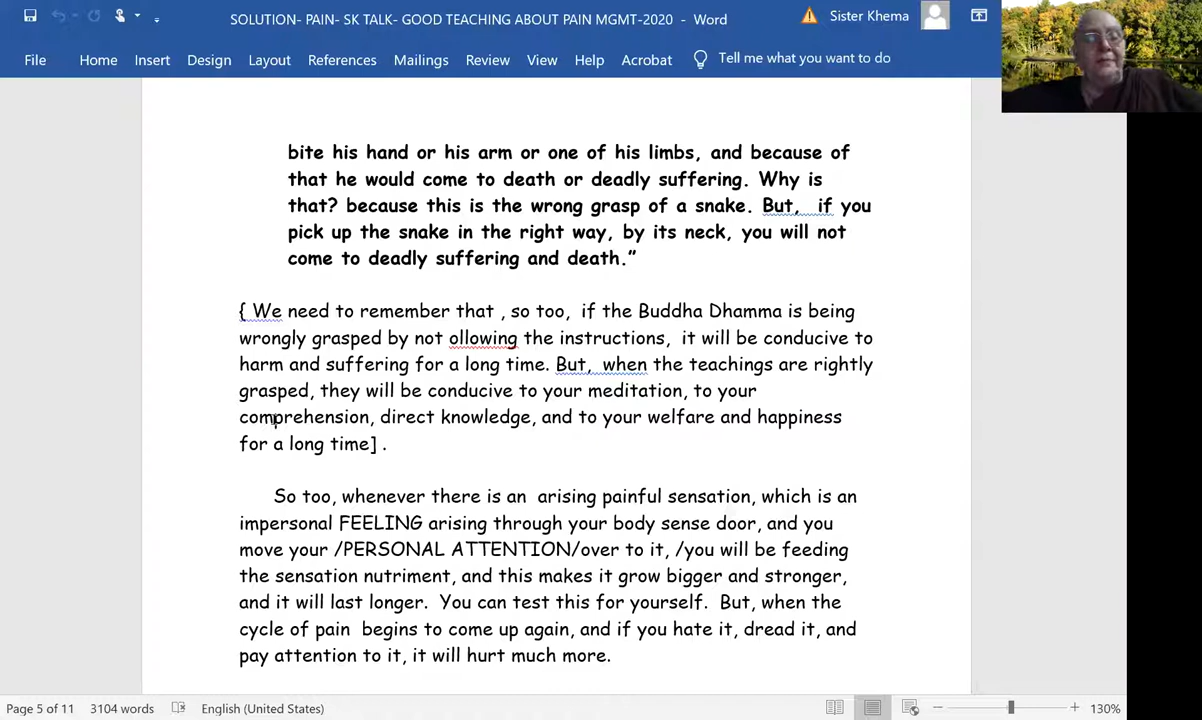 SOLUTION- PAIN- SK TALK- GOOD TEACHING ABOUT PAIN MGMT-2020 - Word
Sister Khema
File Home Insert Design Layout References Mailings Review View Help Acrobat Tell me what you want to do
bite his hand or his arm or one of his limbs, and because of
that he would come to death or deadly suffering. Why is
that? because this is the wrong grasp of a snake. But, if you
pick up the snake in the right way, by its neck, you will not
come to deadly suffering and death.”
{ We need to remember that , so too, if the Buddha Dhamma is being
wrongly grasped by not ollowing the instructions, it will be conducive to
harm and suffering for a long time. But, when the teachings are rightly
grasped, they will be conducive to your meditation, to your
comprehension, direct knowledge, and to your welfare and happiness
for a long time] .
So too, whenever there is an arising painful sensation, which is an
impersonal FEELING arising through your body sense door, and you
move your /PERSONAL ATTENTION/over to it, /you will be feeding
the sensation nutriment, and this makes it grow bigger and stronger,
and it will last longer. You can test this for yourself. But, when the
cycle of pain begins to come up again, and if you hate it, dread it, and
pay attention to it, it will hurt much more.
Page 5 of 11 3104 words English (United States) 130%